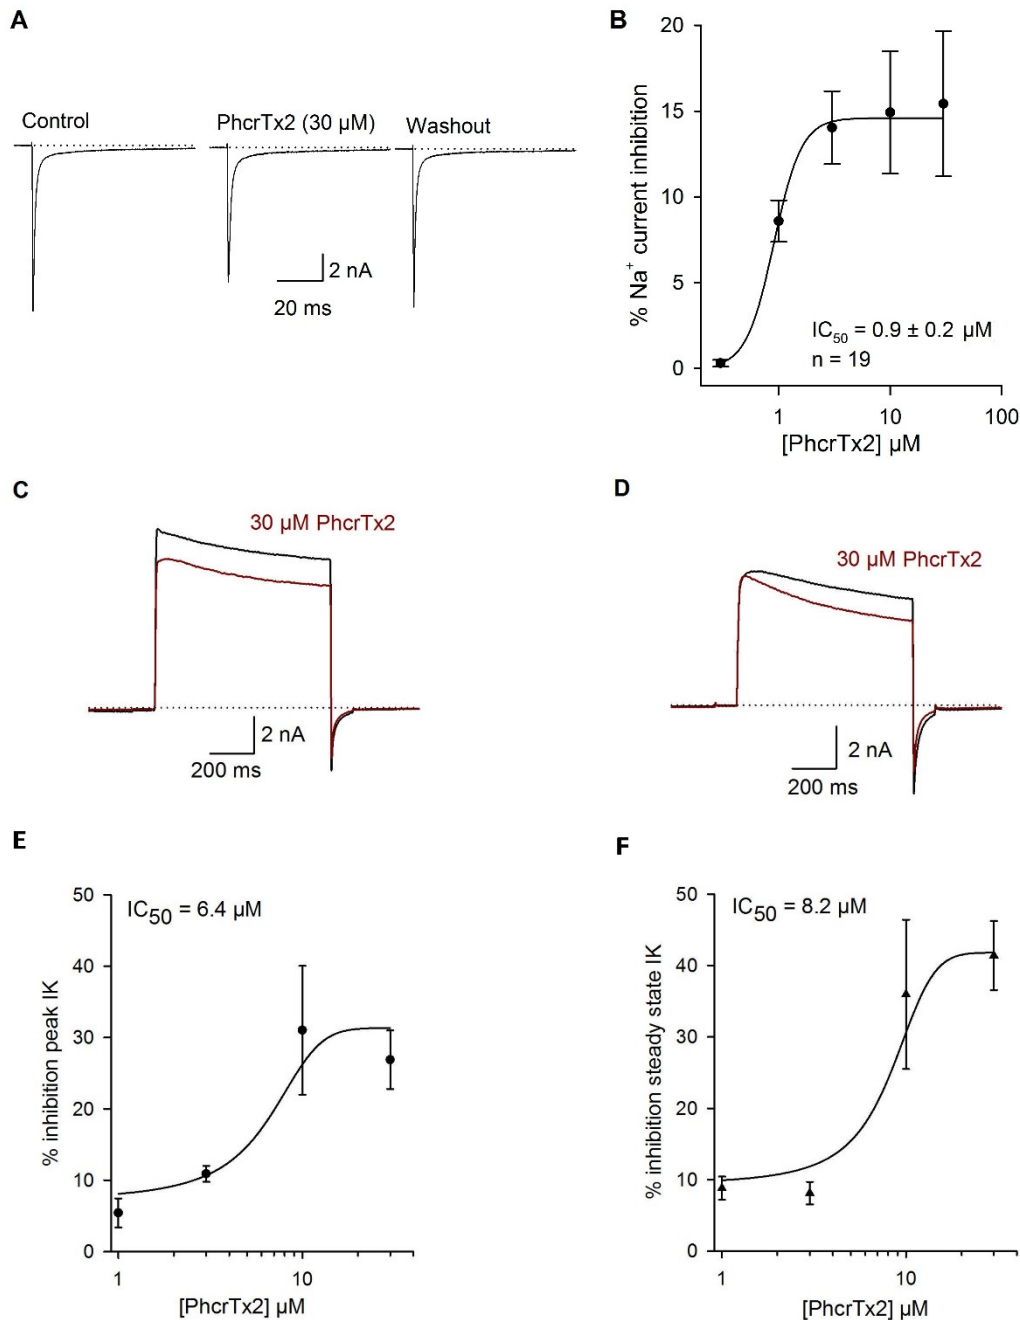 A
Control
PhcrTx2 (30 µM)
Washout
2 nA
20 ms
B
% Na⁺ current inhibition
20
15
10
5
0
IC₅₀ = 0.9 ± 0.2 µM
n = 19
1
10
100
[PhcrTx2] µM
C
30 µM PhcrTx2
2 nA
200 ms
D
30 µM PhcrTx2
2 nA
200 ms
E
% inhibition peak IK
50
40
30
20
10
0
IC₅₀ = 6.4 µM
1
10
[PhcrTx2] µM
F
% inhibition steady state IK
50
40
30
20
10
0
IC₅₀ = 8.2 µM
1
10
[PhcrTx2] µM